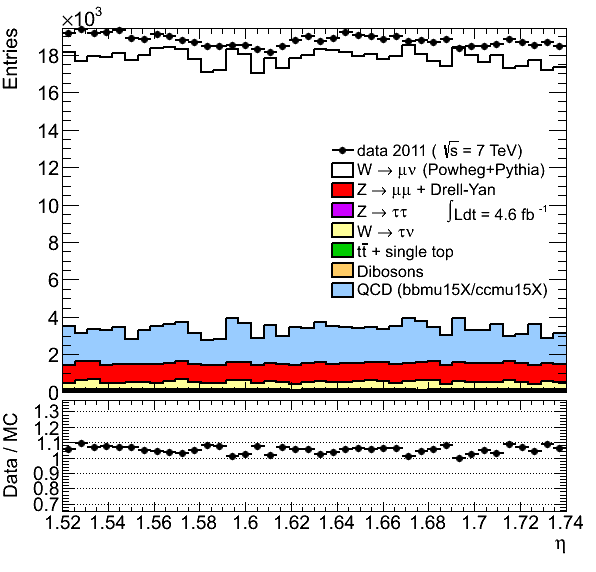 ×10³
Entries
18
16
14
12
10
8
6
4
2
0
data 2011 ( √s = 7 TeV)
W → μν (Powheg+Pythia)
Z → μμ + Drell-Yan
Z → ττ
∫Ldt = 4.6 fb⁻¹
W → τν
tt̅ + single top
Dibosons
QCD (bbmu15X/ccmu15X)
Data / MC
1.3
1.2
1.1
1
0.9
0.8
0.7
1.52 1.54 1.56 1.58 1.6 1.62 1.64 1.66 1.68 1.7 1.72 1.74
η